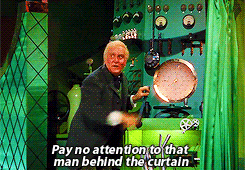 Pay no attention to that
man behind the curtain